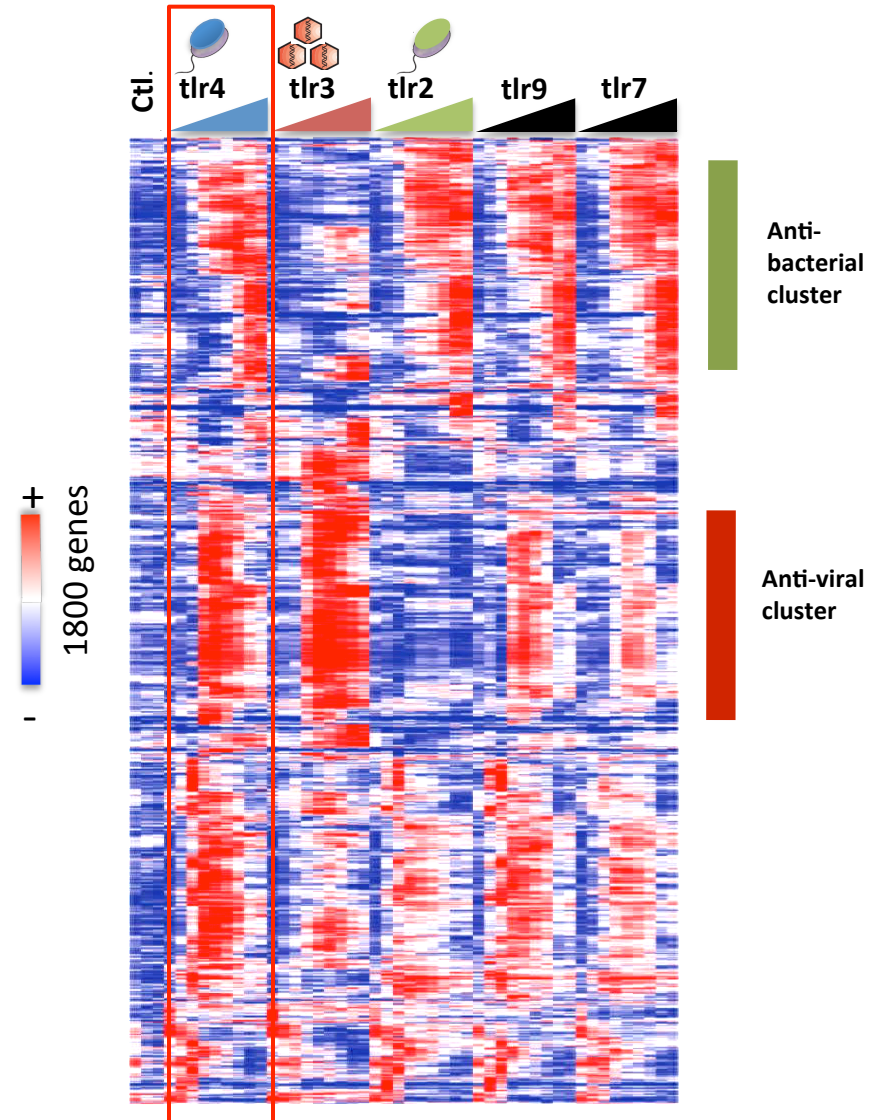 Ctl.
tlr4
tlr3
tlr2
tlr9
tlr7
Anti-
bacterial
cluster
+
1800 genes
-
Anti-viral
cluster